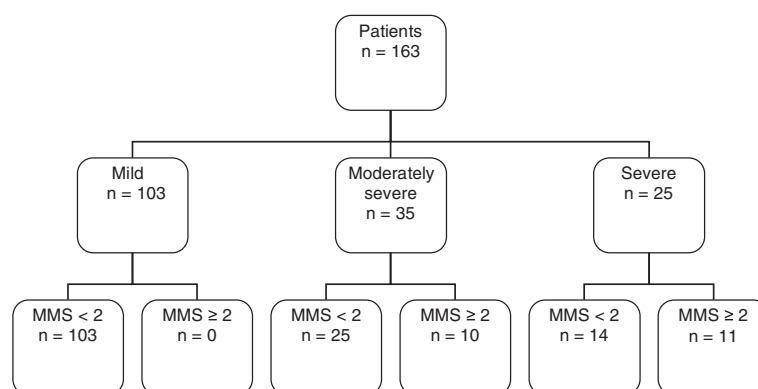 Patients
n = 163
Mild
n = 103
Moderately
severe
n = 35
Severe
n = 25
MMS < 2
n = 103
MMS ≥ 2
n = 0
MMS < 2
n = 25
MMS ≥ 2
n = 10
MMS < 2
n = 14
MMS ≥ 2
n = 11